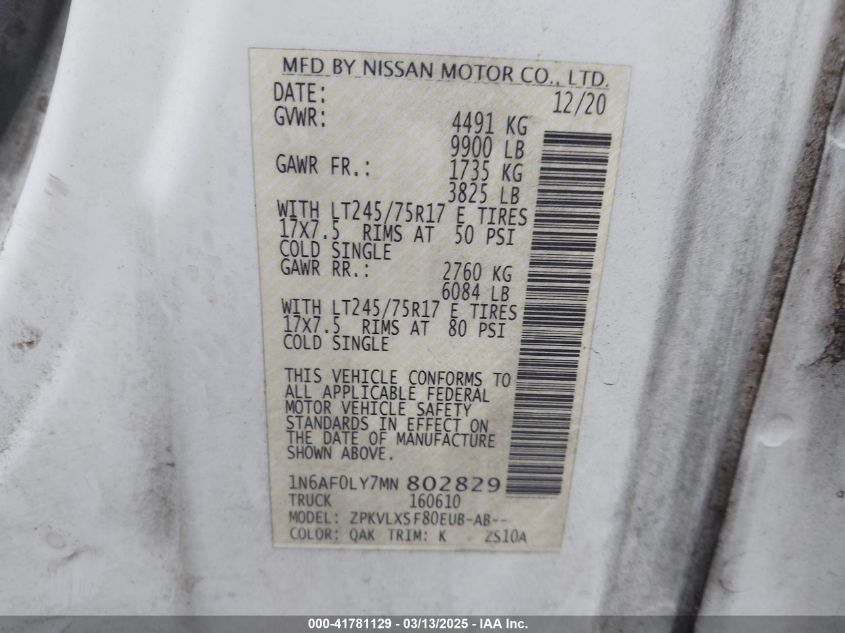 MFD BY NISSAN MOTOR CO., LTD.
DATE: 12/20
GVWR: 4491 KG
9900 LB
GAWR FR.: 1735 KG
3825 LB
WITH LT245/75R17 E TIRES
17X7.5 RIMS AT 50 PSI
COLD SINGLE
GAWR RR.: 2760 KG
6084 LB
WITH LT245/75R17 E TIRES
17X7.5 RIMS AT 80 PSI
COLD SINGLE
THIS VEHICLE CONFORMS TO
ALL APPLICABLE FEDERAL
MOTOR VEHICLE SAFETY
STANDARDS IN EFFECT ON
THE DATE OF MANUFACTURE
SHOWN ABOVE.
1N6AF0LY7MN 802829
TRUCK 160610
MODEL: ZPKVLXSF80EUB-AB--
COLOR: QAK TRIM: K ZS10A
000-41781129 03/13/2025 - IAA Inc.